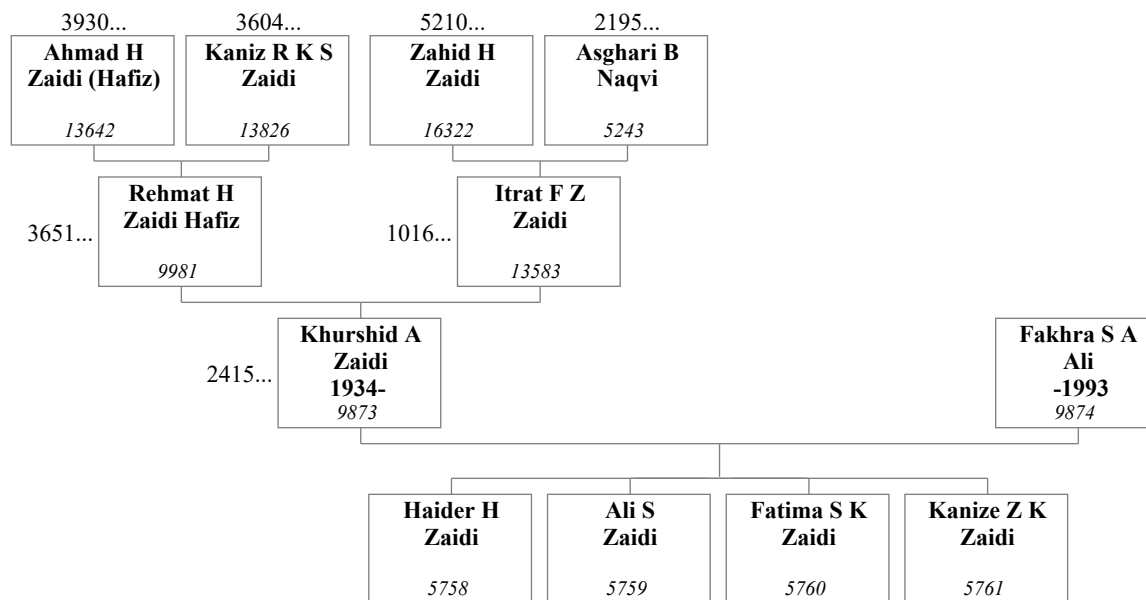 3930...
3604...
5210...
2195...
Ahmad H
Zaidi (Hafiz)
13642
Kaniz R K S
Zaidi
13826
Zahid H
Zaidi
16322
Asghari B
Naqvi
5243
3651...
Rehmat H
Zaidi Hafiz
9981
1016...
Itrat F Z
Zaidi
13583
2415...
Khurshid A
Zaidi
1934-
9873
Fakhra S A
Ali
-1993
9874
Haider H
Zaidi
5758
Ali S
Zaidi
5759
Fatima S K
Zaidi
5760
Kanize Z K
Zaidi
5761